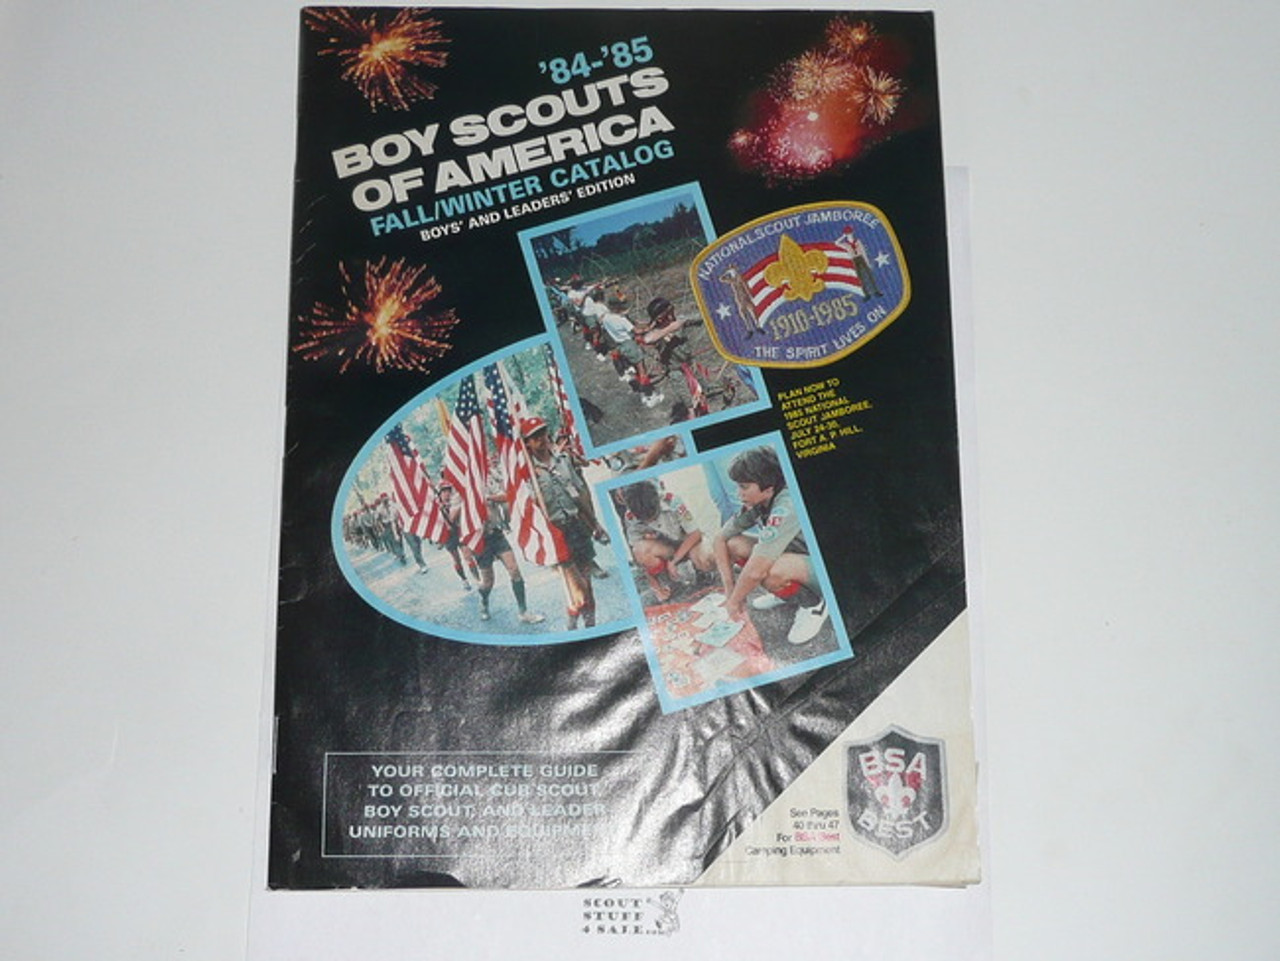 '84-'85
BOY SCOUTS
OF AMERICA
FALL/WINTER CATALOG
BOYS' AND LEADERS' EDITION
NATIONAL SCOUT JAMBOREE
1910-1985
THE SPIRIT LIVES ON
PLAN NOW TO
ATTEND THE
1985 NATIONAL
SCOUT JAMBOREE,
JULY 24-30,
FORT A. P. HILL,
VIRGINIA
YOUR COMPLETE GUIDE
TO OFFICIAL CUB SCOUT,
BOY SCOUT, AND LEADER
UNIFORMS AND EQUIPMENT
See Pages
40 thru 47
For BSA Best
Camping Equipment
BSA
BEST
SCOUT
STUFF
4 SALE.com